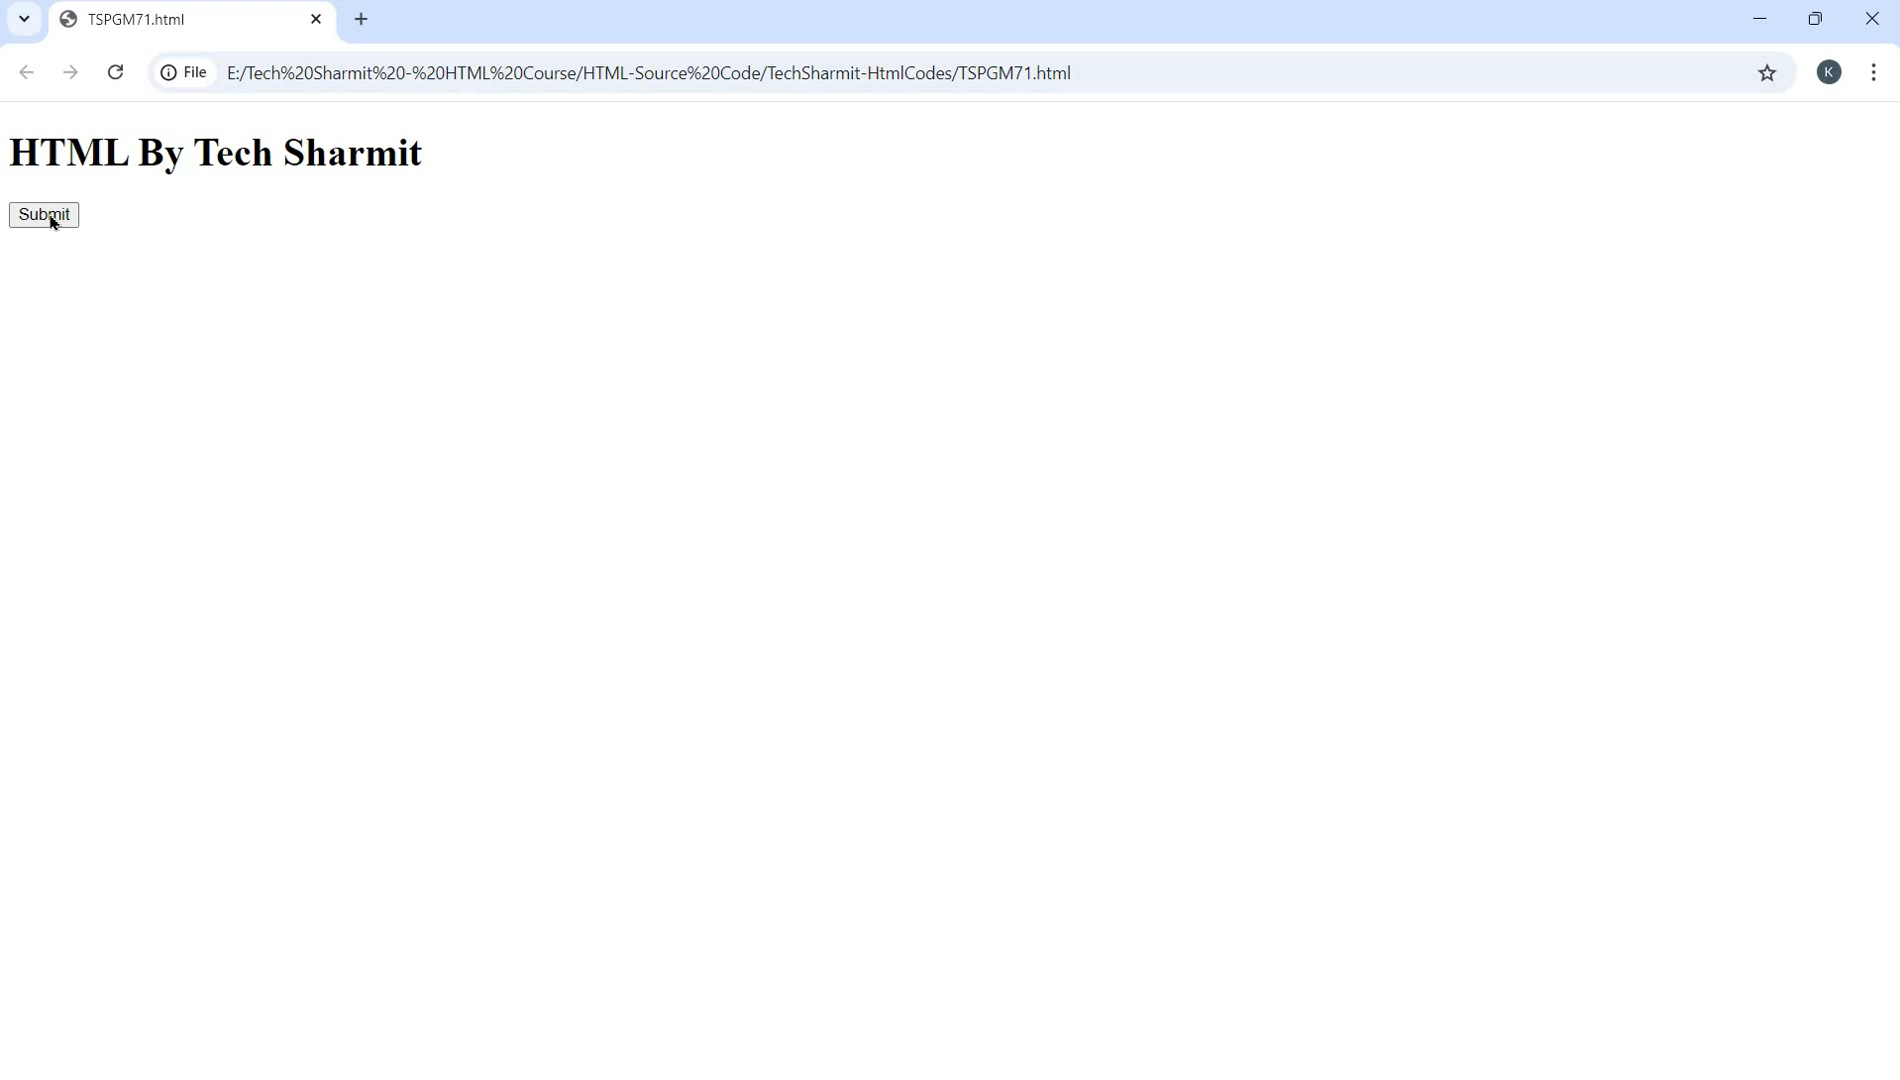 TSPGM71.html
File
E:/Tech%20Sharmit%20-%20HTML%20Course/HTML-Source%20Code/TechSharmit-HtmlCodes/TSPGM71.html
K
HTML By Tech Sharmit
Submit